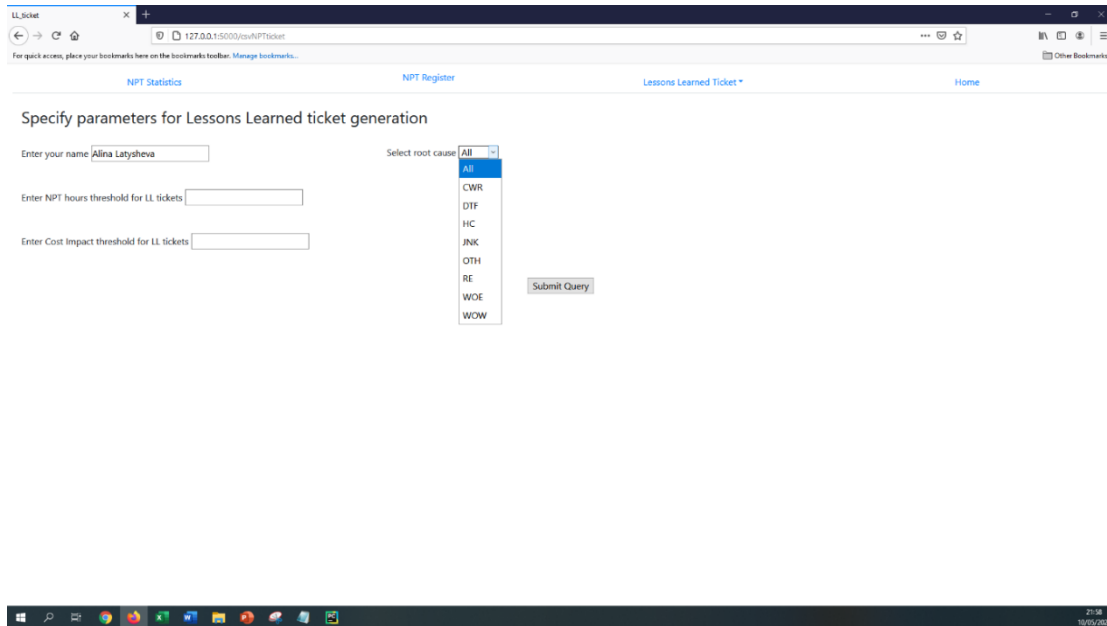 LL_ticket
127.0.0.1:5000/csvNPTticket
For quick access, place your bookmarks here on the bookmarks toolbar. Manage bookmarks...
Other Bookmarks
NPT Statistics NPT Register Lessons Learned Ticket Home
Specify parameters for Lessons Learned ticket generation
Enter your name Alina Latysheva Select root cause All
All
CWR
Enter NPT hours threshold for LL tickets
DTF
HC
Enter Cost Impact threshold for LL tickets
JNK
OTH
RE
Submit Query
WOE
WOW
21:58